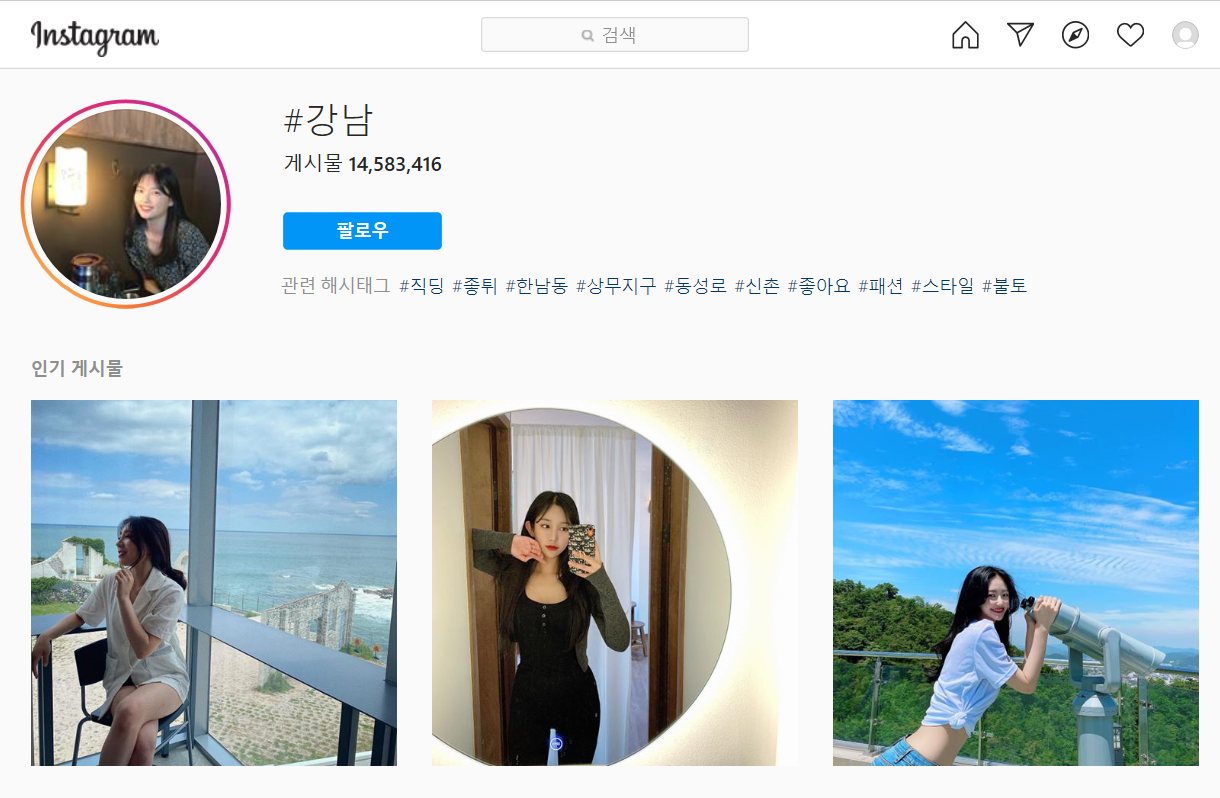 Instagram
검색
#강남
게시물 14,583,416
팔로우
관련 해시태그 #직딩 #좋튀 #한남동 #상무지구 #동성로 #신촌 #좋아요 #패션 #스타일 #불토
인기 게시물